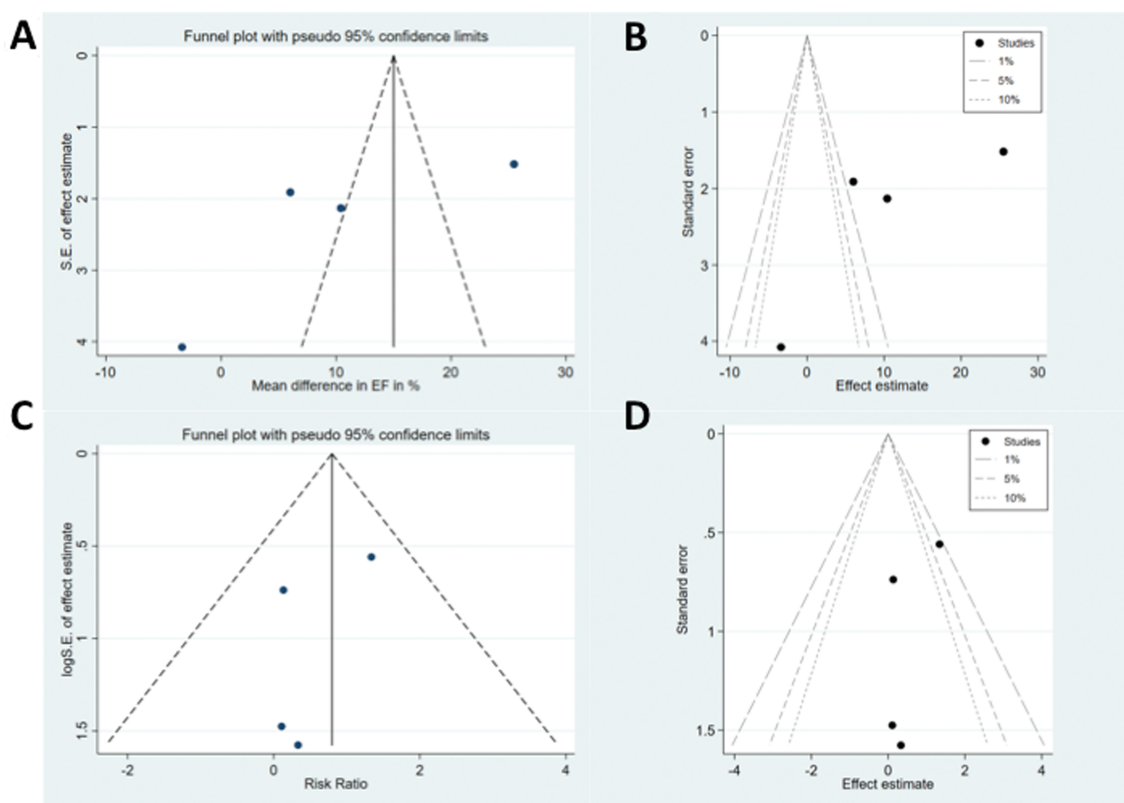 A
Funnel plot with pseudo 95% confidence limits
S.E. of effect estimate
0
1
2
3
4
-10
0
10
20
30
Mean difference in EF in %
B
Studies
1%
5%
10%
Standard error
0
1
2
3
4
-10
0
10
20
30
Effect estimate
C
Funnel plot with pseudo 95% confidence limits
logS.E. of effect estimate
0
.5
1
1.5
-2
0
2
4
Risk Ratio
D
Studies
1%
5%
10%
Standard error
0
.5
1
1.5
-4
-2
0
2
4
Effect estimate